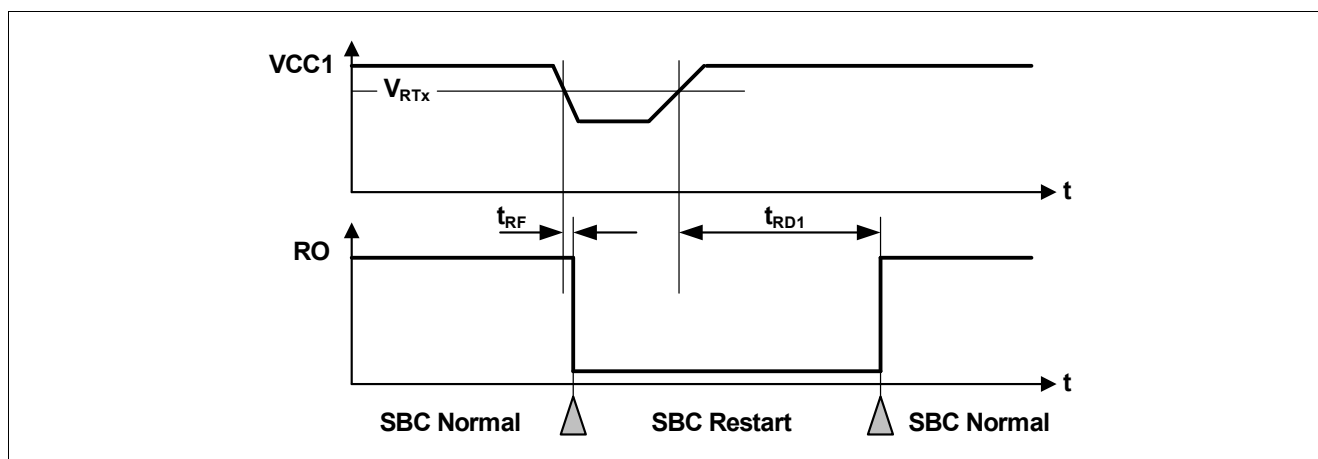 VCC1
VRTx
t
tRF
tRD1
RO
t
SBC Normal
SBC Restart
SBC Normal